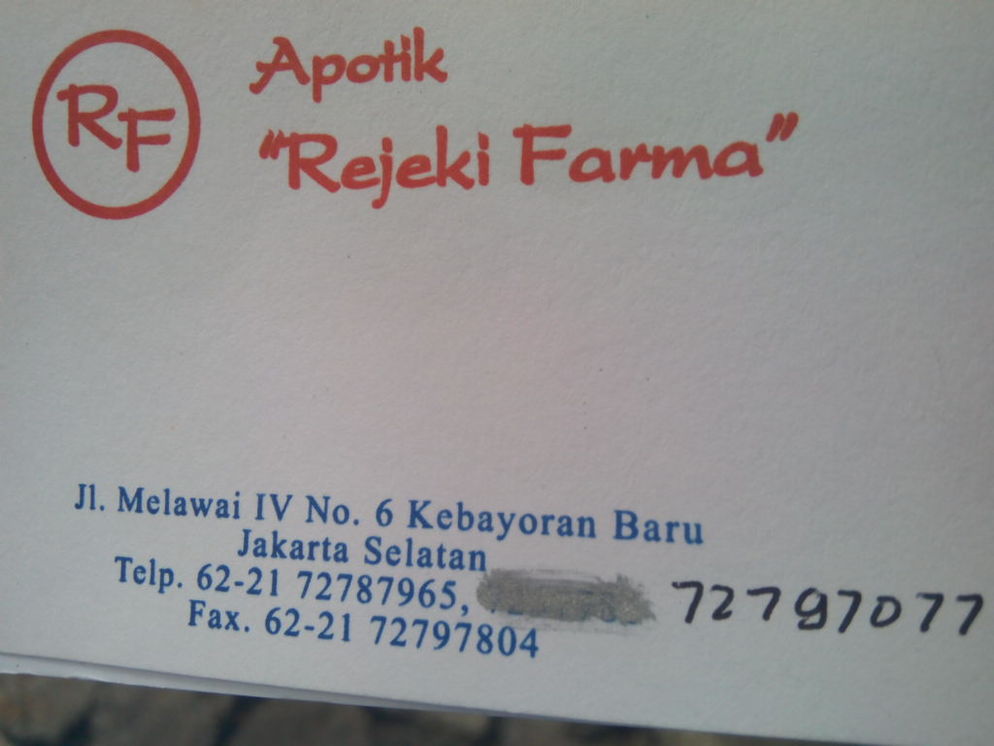 RF
Apotik
"Rejeki Farma"
Jl. Melawai IV No. 6 Kebayoran Baru
Jakarta Selatan
Telp. 62-21 72787965, 72797077
Fax. 62-21 72797804